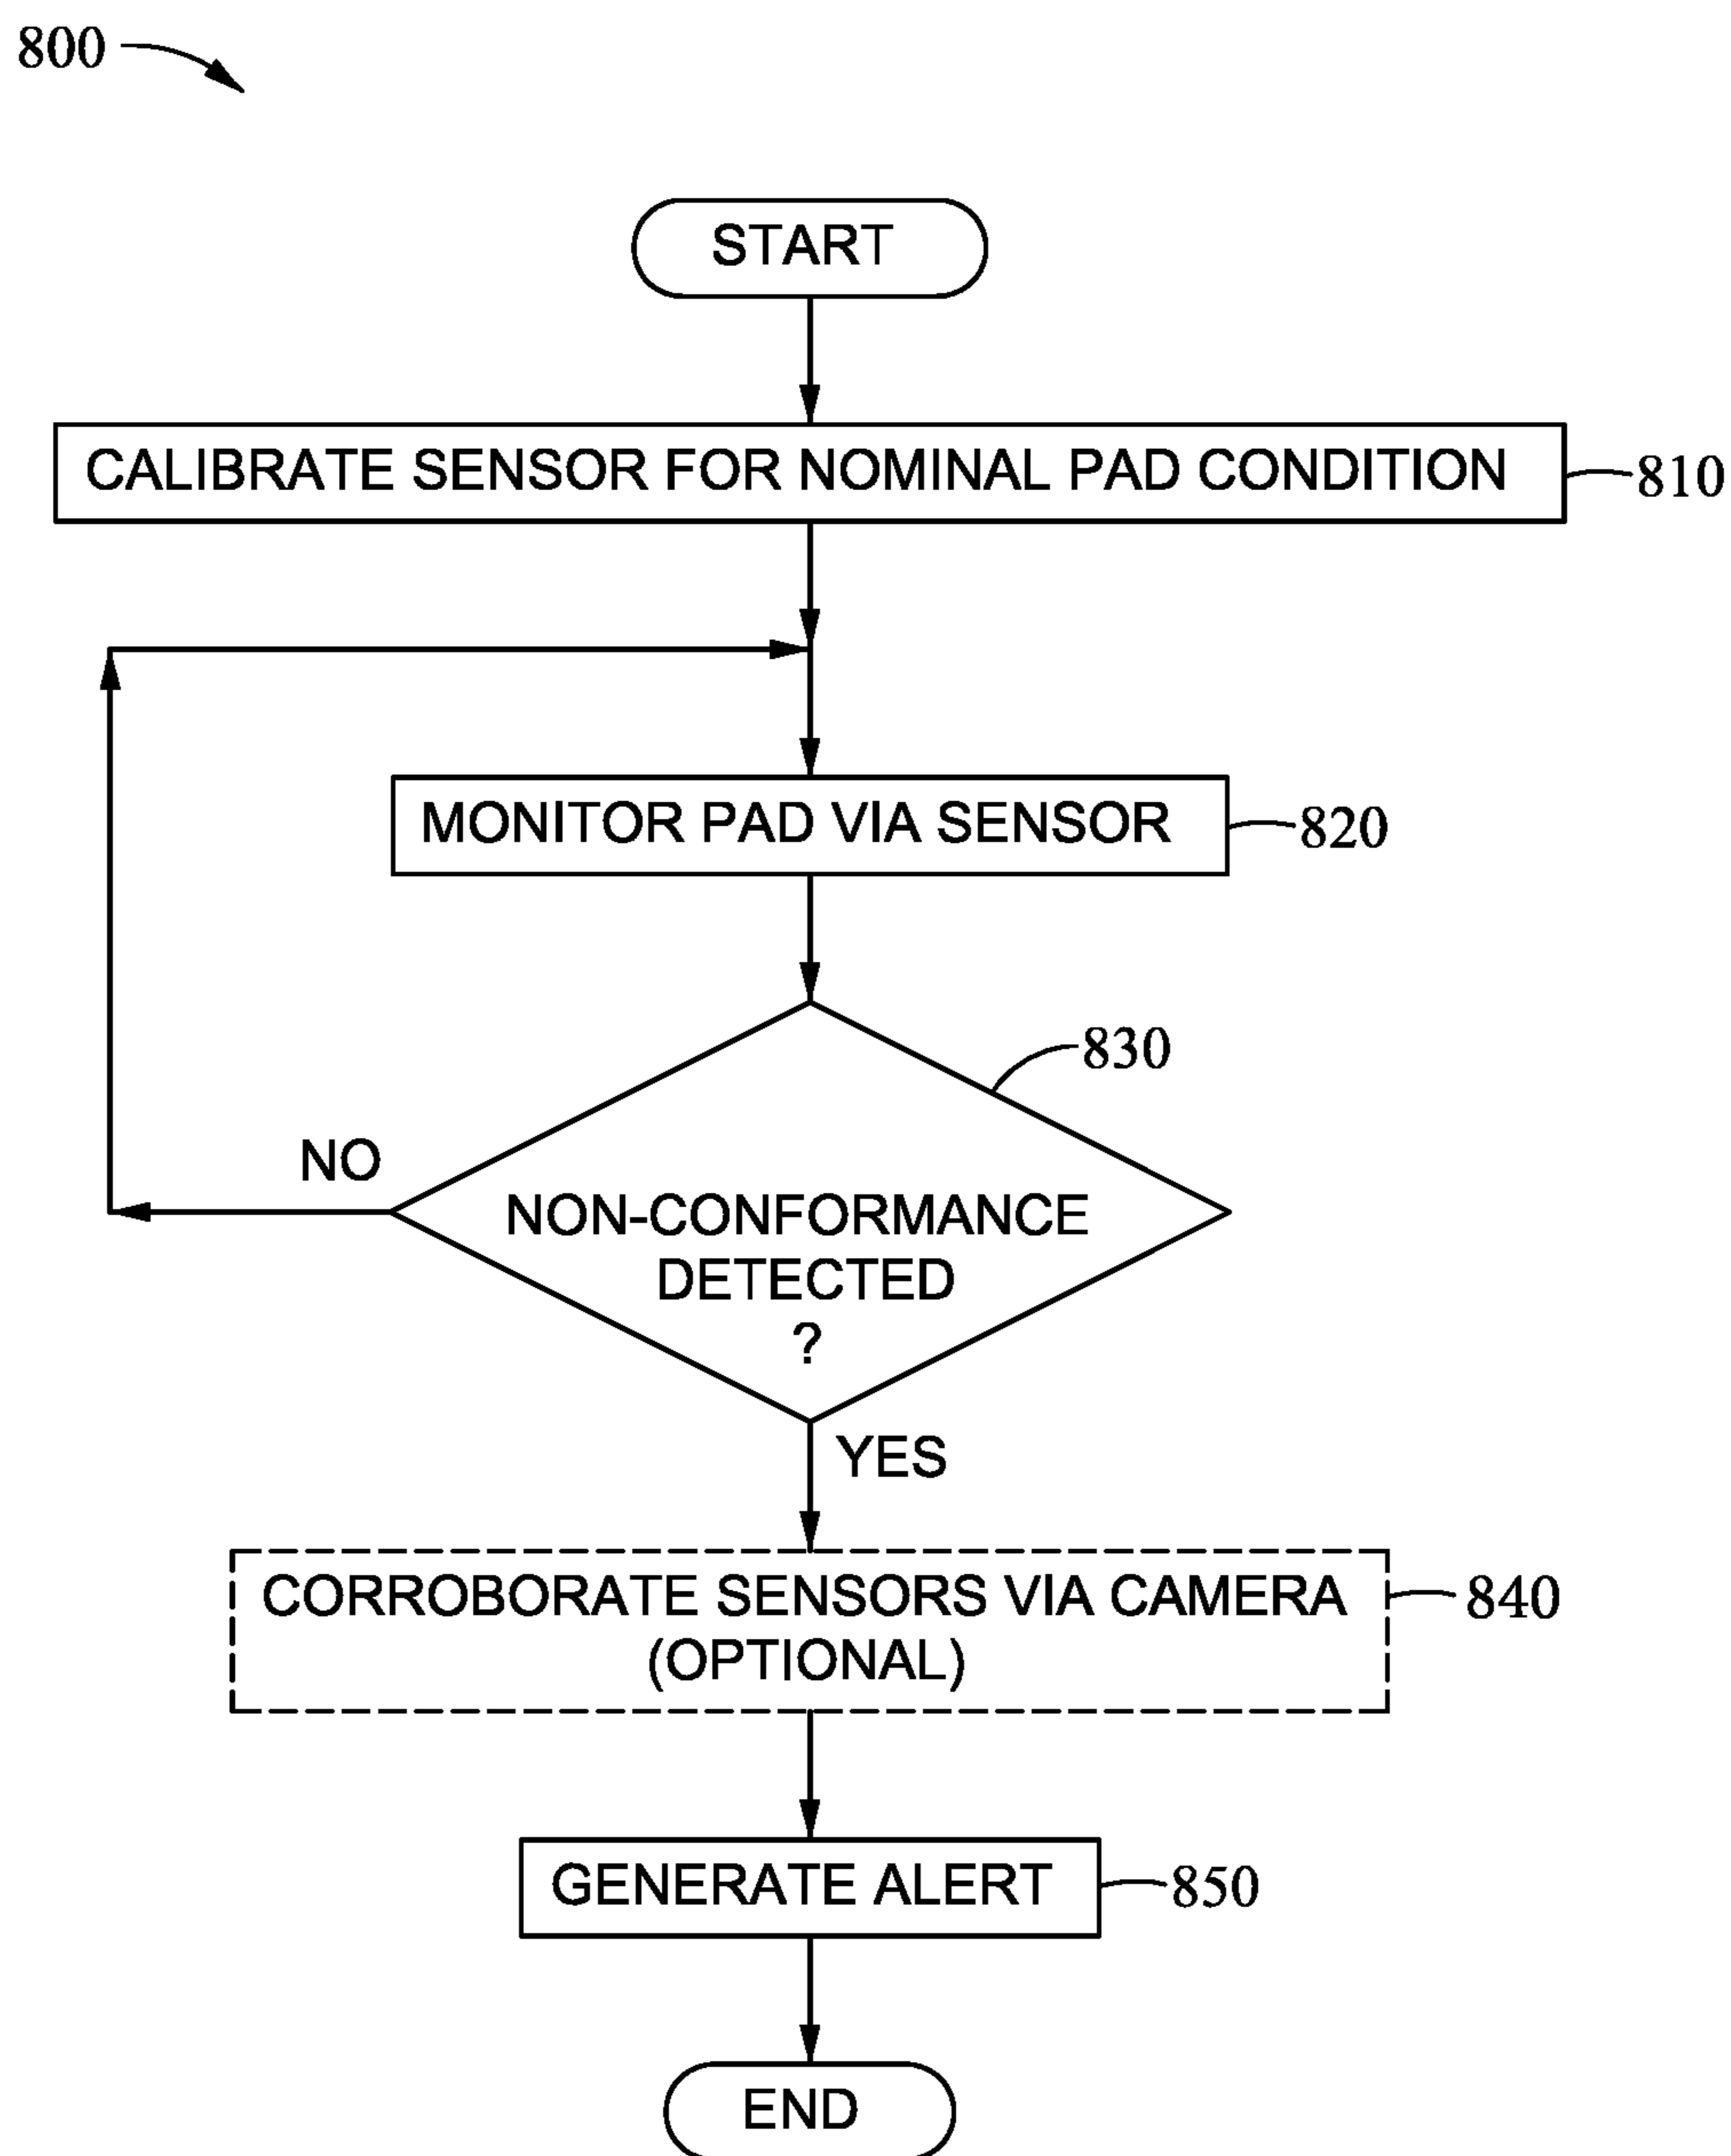 800
START
CALIBRATE SENSOR FOR NOMINAL PAD CONDITION
810
MONITOR PAD VIA SENSOR
820
830
NO
NON-CONFORMANCE
DETECTED
?
YES
CORROBORATE SENSORS VIA CAMERA
(OPTIONAL)
840
GENERATE ALERT
850
END